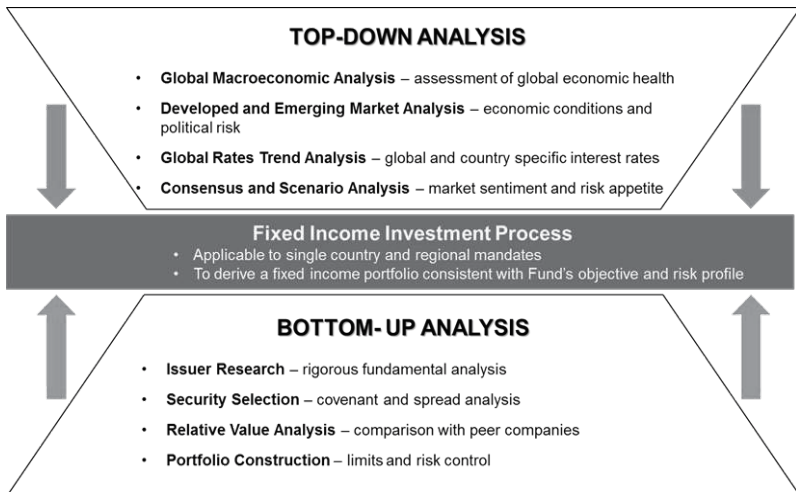 TOP-DOWN ANALYSIS
• Global Macroeconomic Analysis – assessment of global economic health
• Developed and Emerging Market Analysis – economic conditions and
political risk
• Global Rates Trend Analysis – global and country specific interest rates
• Consensus and Scenario Analysis – market sentiment and risk appetite
Fixed Income Investment Process
• Applicable to single country and regional mandates
• To derive a fixed income portfolio consistent with Fund's objective and risk profile
BOTTOM- UP ANALYSIS
• Issuer Research – rigorous fundamental analysis
• Security Selection – covenant and spread analysis
• Relative Value Analysis – comparison with peer companies
• Portfolio Construction – limits and risk control